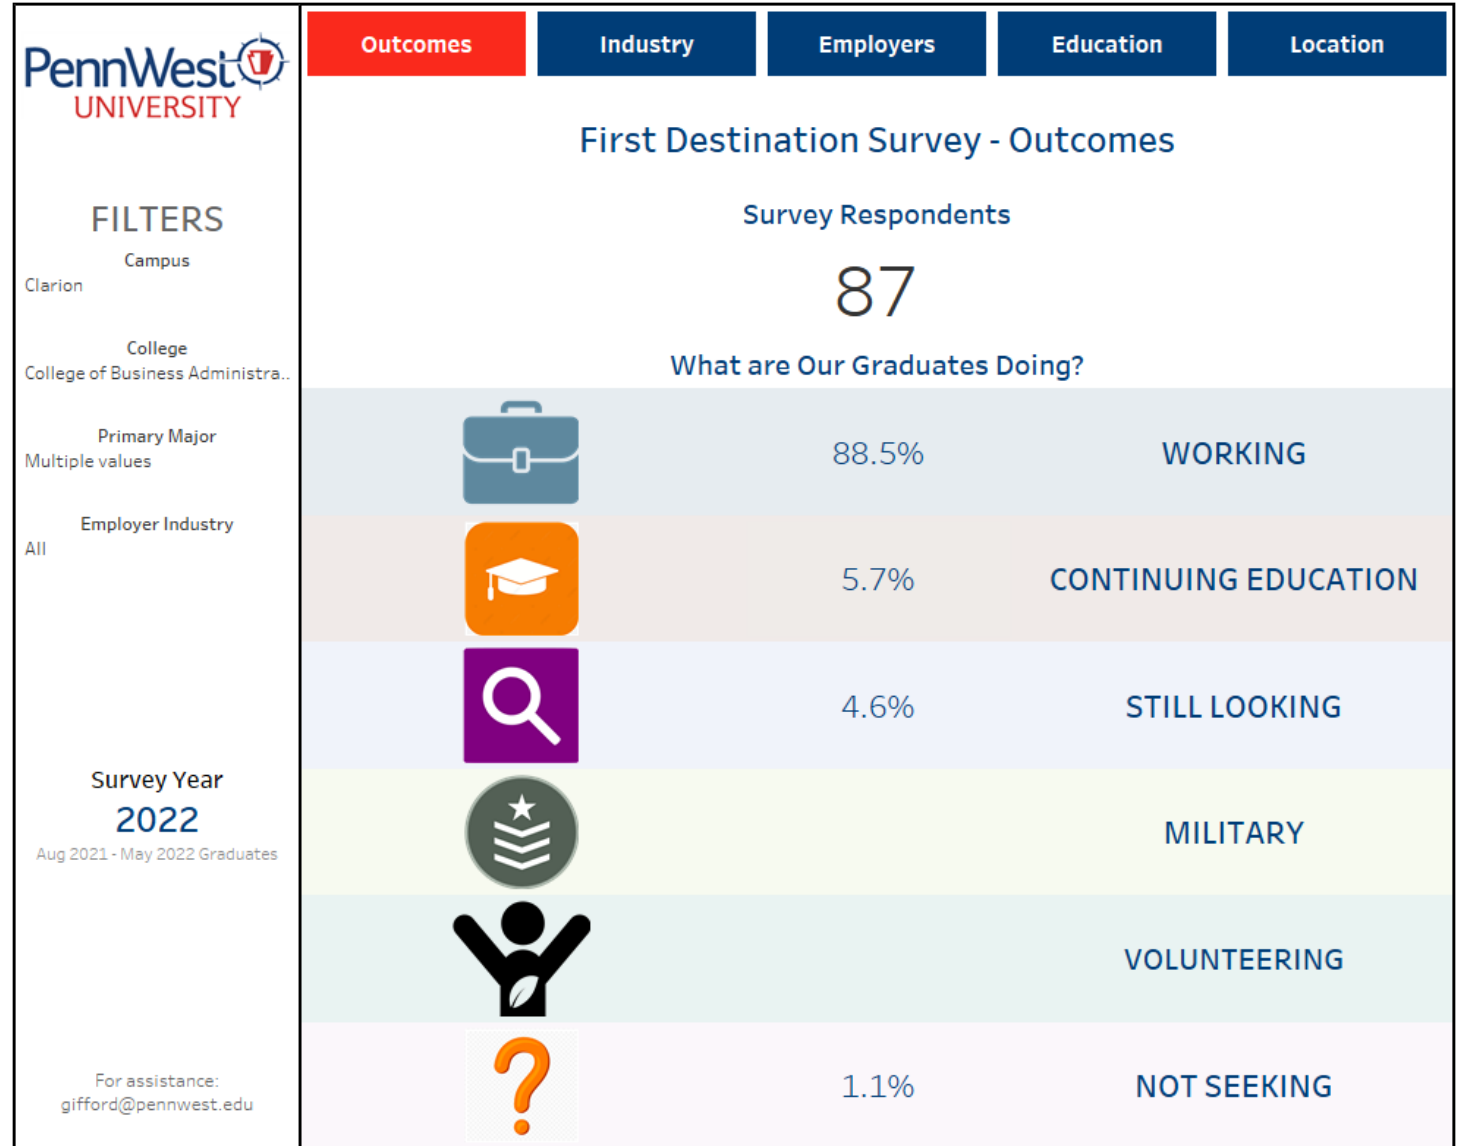 PennWest
UNIVERSITY
Outcomes
Industry
Employers
Education
Location
FILTERS
Campus
Clarion
College
College of Business Administra..
Primary Major
Multiple values
Employer Industry
All
Survey Year
2022
Aug 2021 - May 2022 Graduates
For assistance:
gifford@pennwest.edu
First Destination Survey - Outcomes
Survey Respondents
87
What are Our Graduates Doing?
88.5% WORKING
5.7% CONTINUING EDUCATION
4.6% STILL LOOKING
MILITARY
VOLUNTEERING
1.1% NOT SEEKING